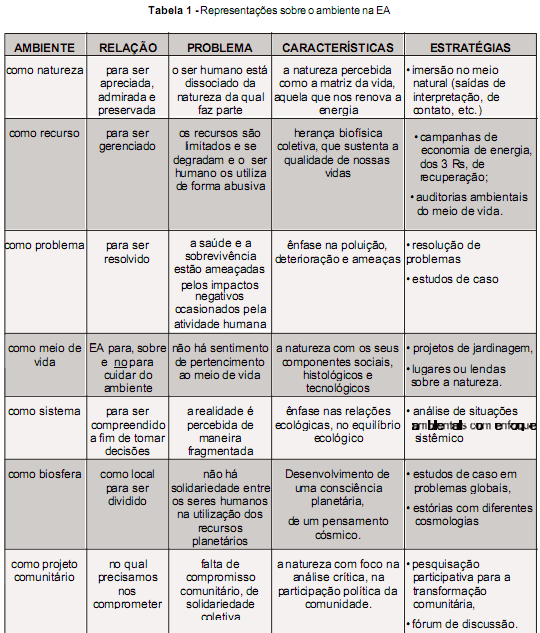 Tabela 1 - Representações sobre o ambiente na EA
AMBIENTE RELAÇÃO PROBLEMA CARACTERÍSTICAS ESTRATÉGIAS
como natureza
para ser
apreciada,
admirada e
preservada
o ser humano está
dissociado da
natureza da qual
faz parte
a natureza percebida
como a matriz da vida,
aquela que nos renova a
energia
• imersão no meio
natural (saídas de
interpretação, de
contato, etc.)
como recurso
para ser
gerenciado
os recursos são
limitados e se
degradam e o ser
humano os utiliza
de forma abusiva
herança biofísica
coletiva, que sustenta a
qualidade de nossas
vidas
• campanhas de
economia de energia,
dos 3 Rs, de
recuperação;
• auditorias ambientais
do meio de vida.
como problema
para ser
resolvido
a saúde e a
sobrevivência
estão ameaçadas
pelos impactos
negativos
ocasionados pela
atividade humana
ênfase na poluição,
deterioração e ameaças
• resolução de
problemas
• estudos de caso
como meio de
vida
EA para, sobre
e no para
cuidar do
ambiente
não há sentimento
de pertencimento
ao meio de vida
a natureza com os seus
componentes sociais,
histológicos e
tecnológicos
• projetos de jardinagem,
• lugares ou lendas
sobre a natureza.
como sistema
para ser
compreendido
a fim de tomar
decisões
a realidade é
percebida de
maneira
fragmentada
ênfase nas relações
ecológicas, no equilíbrio
ecológico
• análise de situações
ambientais com enfoque
sistêmico
como biosfera
como local
para ser
dividido
não há
solidariedade entre
os seres humanos
na utilização dos
recursos
planetários
Desenvolvimento de
uma consciência
planetária,
de um pensamento
cósmico.
• estudos de caso em
problemas globais,
• estórias com diferentes
cosmologias
como projeto
comunitário
no qual
precisamos
nos
comprometer
falta de
compromisso
comunitário, de
solidariedade
coletiva
a natureza com foco na
análise crítica, na
participação política da
comunidade.
• pesquisação
participativa para a
transformação
comunitária,
• fórum de discussão.